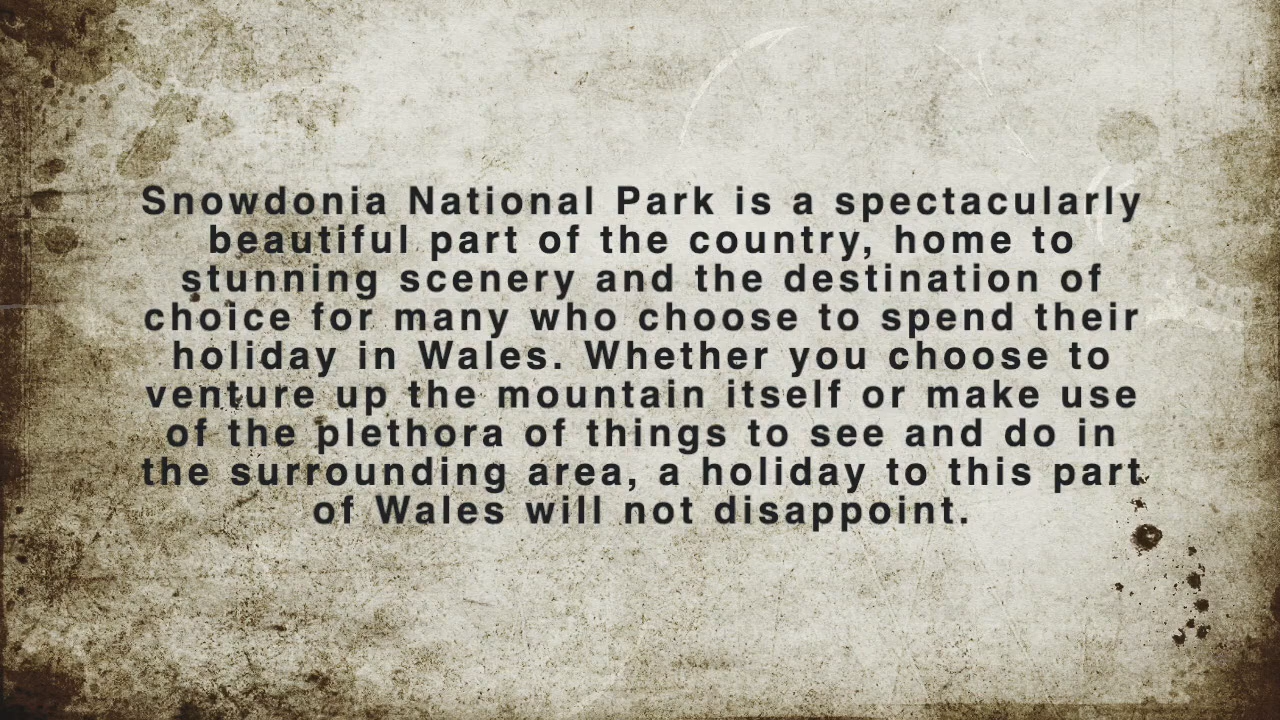 Snowdonia National Park is a spectacularly
beautiful part of the country, home to
stunning scenery and the destination of
choice for many who choose to spend their
holiday in Wales. Whether you choose to
venture up the mountain itself or make use
of the plethora of things to see and do in
the surrounding area, a holiday to this part
of Wales will not disappoint.